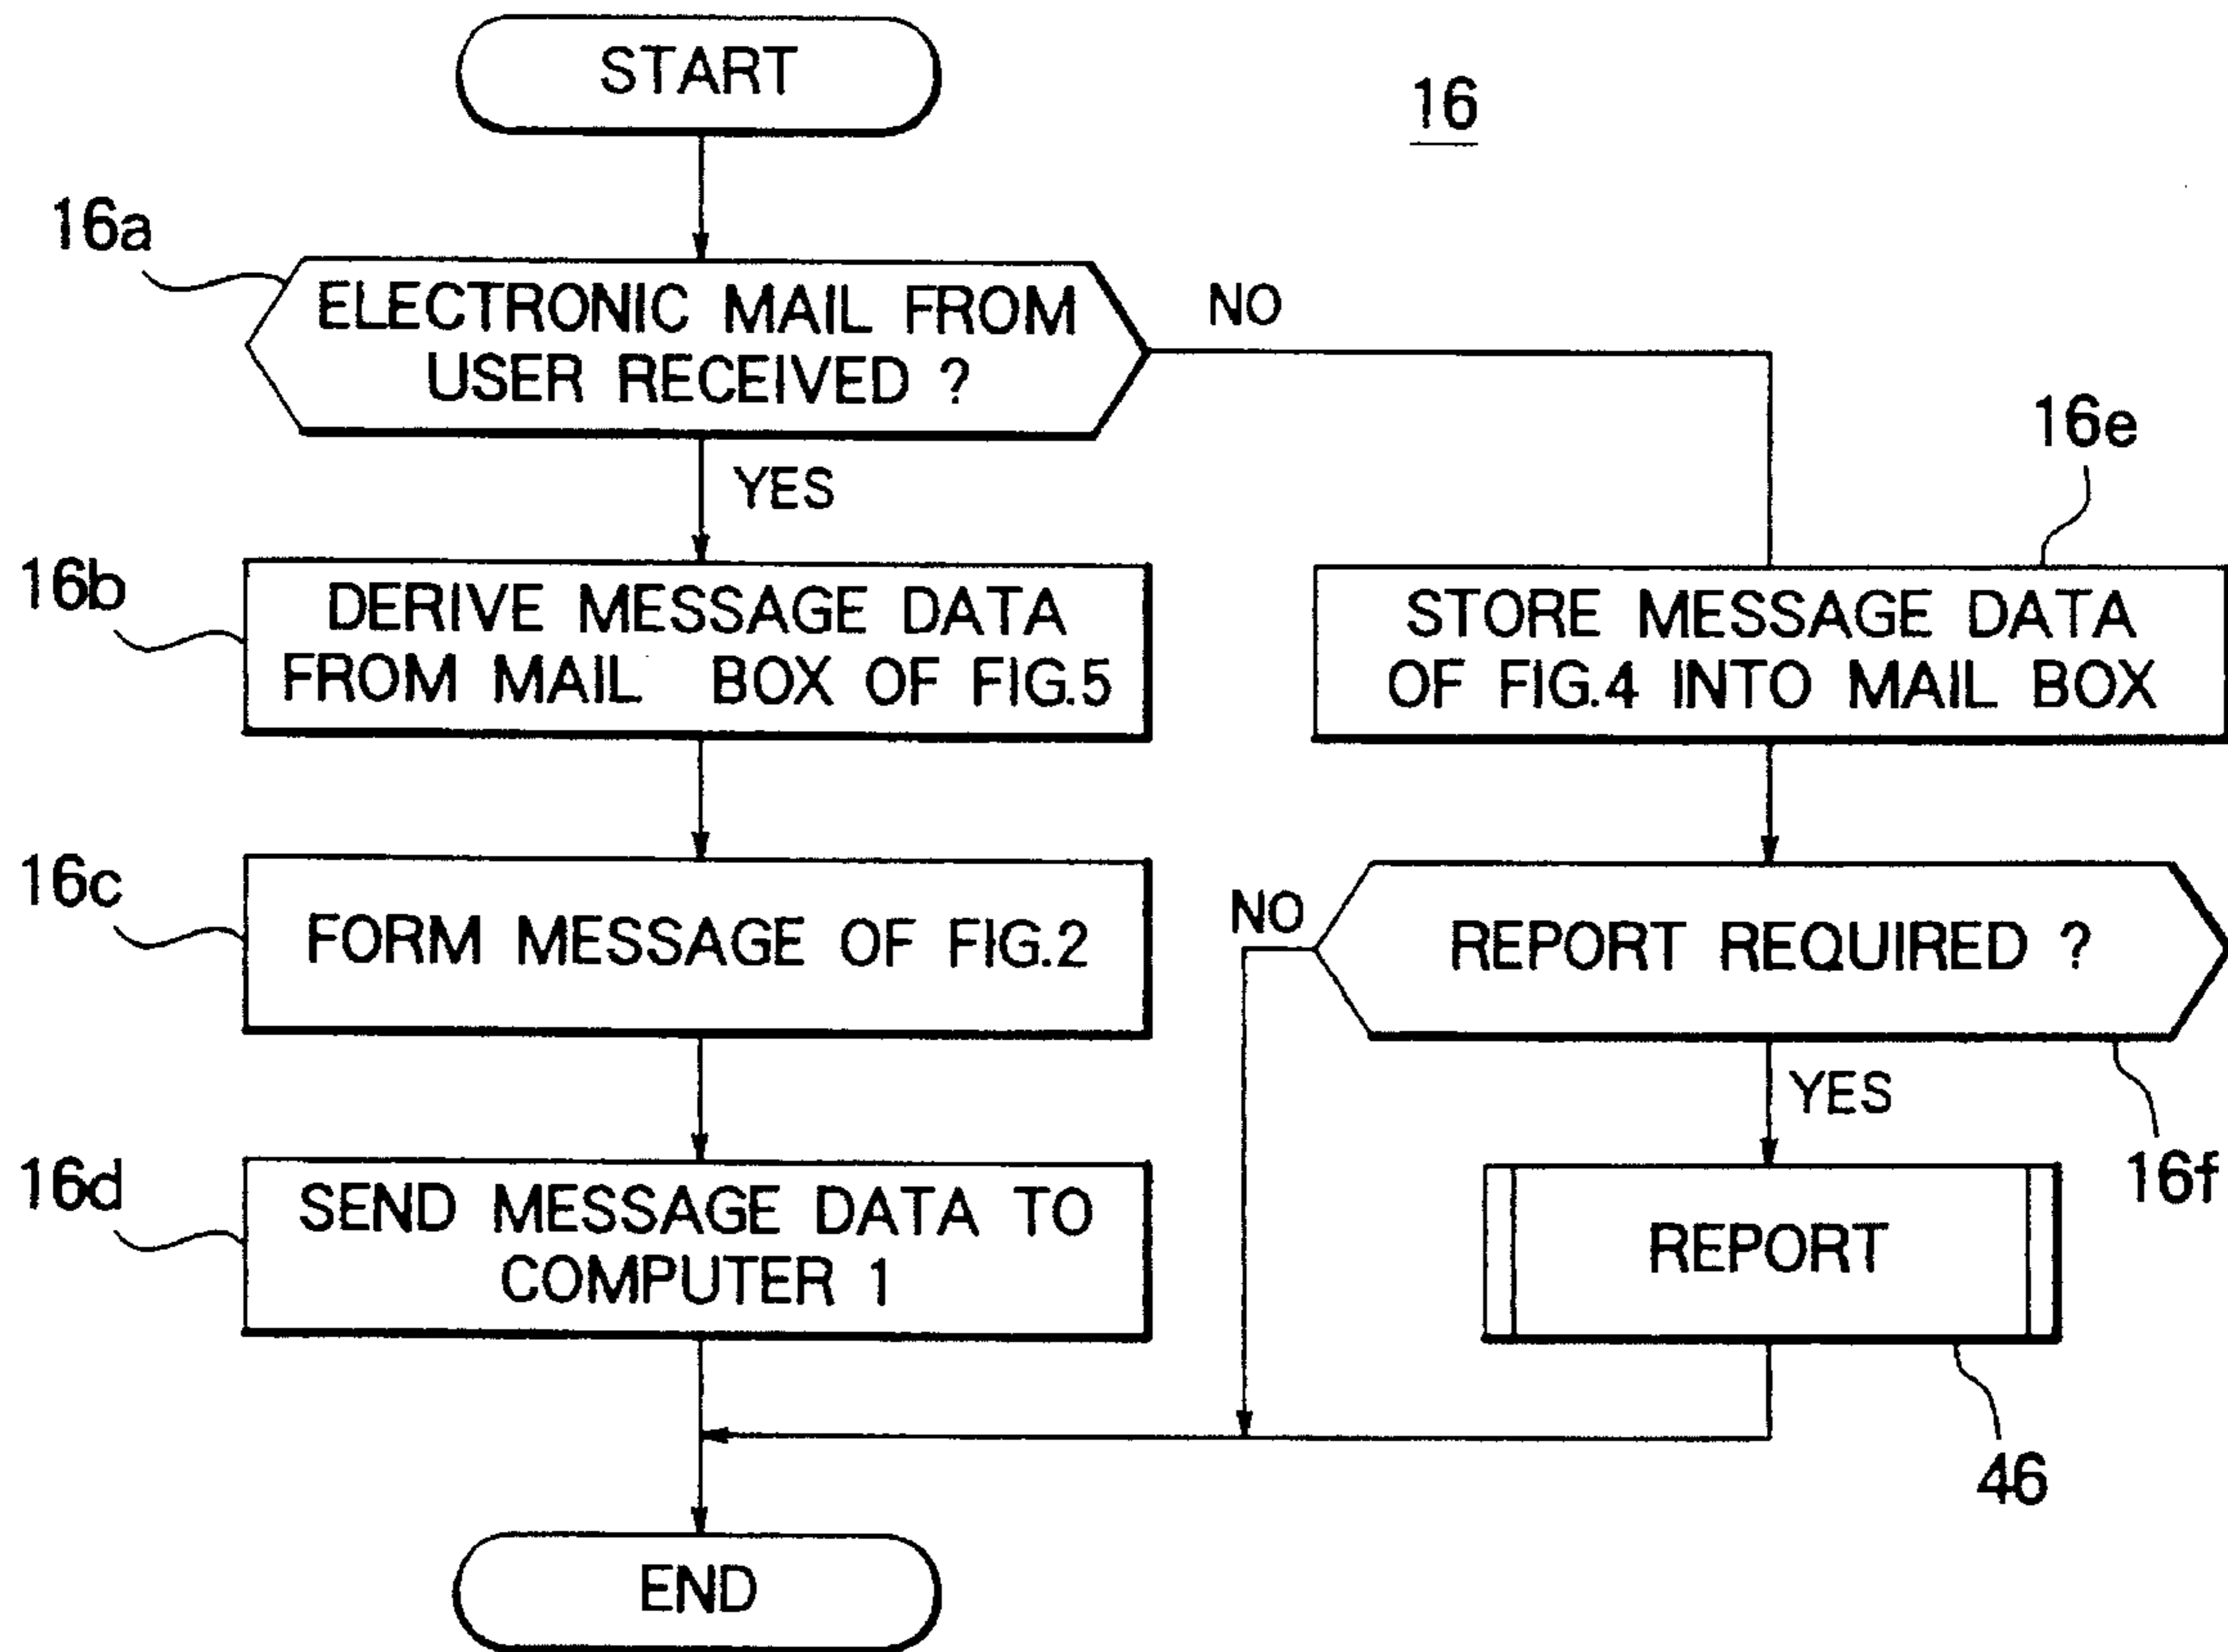 START
16
16a
ELECTRONIC MAIL FROM
USER RECEIVED ?
NO
YES
16e
16b
DERIVE MESSAGE DATA
FROM MAIL BOX OF FIG.5
STORE MESSAGE DATA
OF FIG.4 INTO MAIL BOX
16c
FORM MESSAGE OF FIG.2
NO
REPORT REQUIRED ?
YES
16f
16d
SEND MESSAGE DATA TO
COMPUTER 1
REPORT
46
END